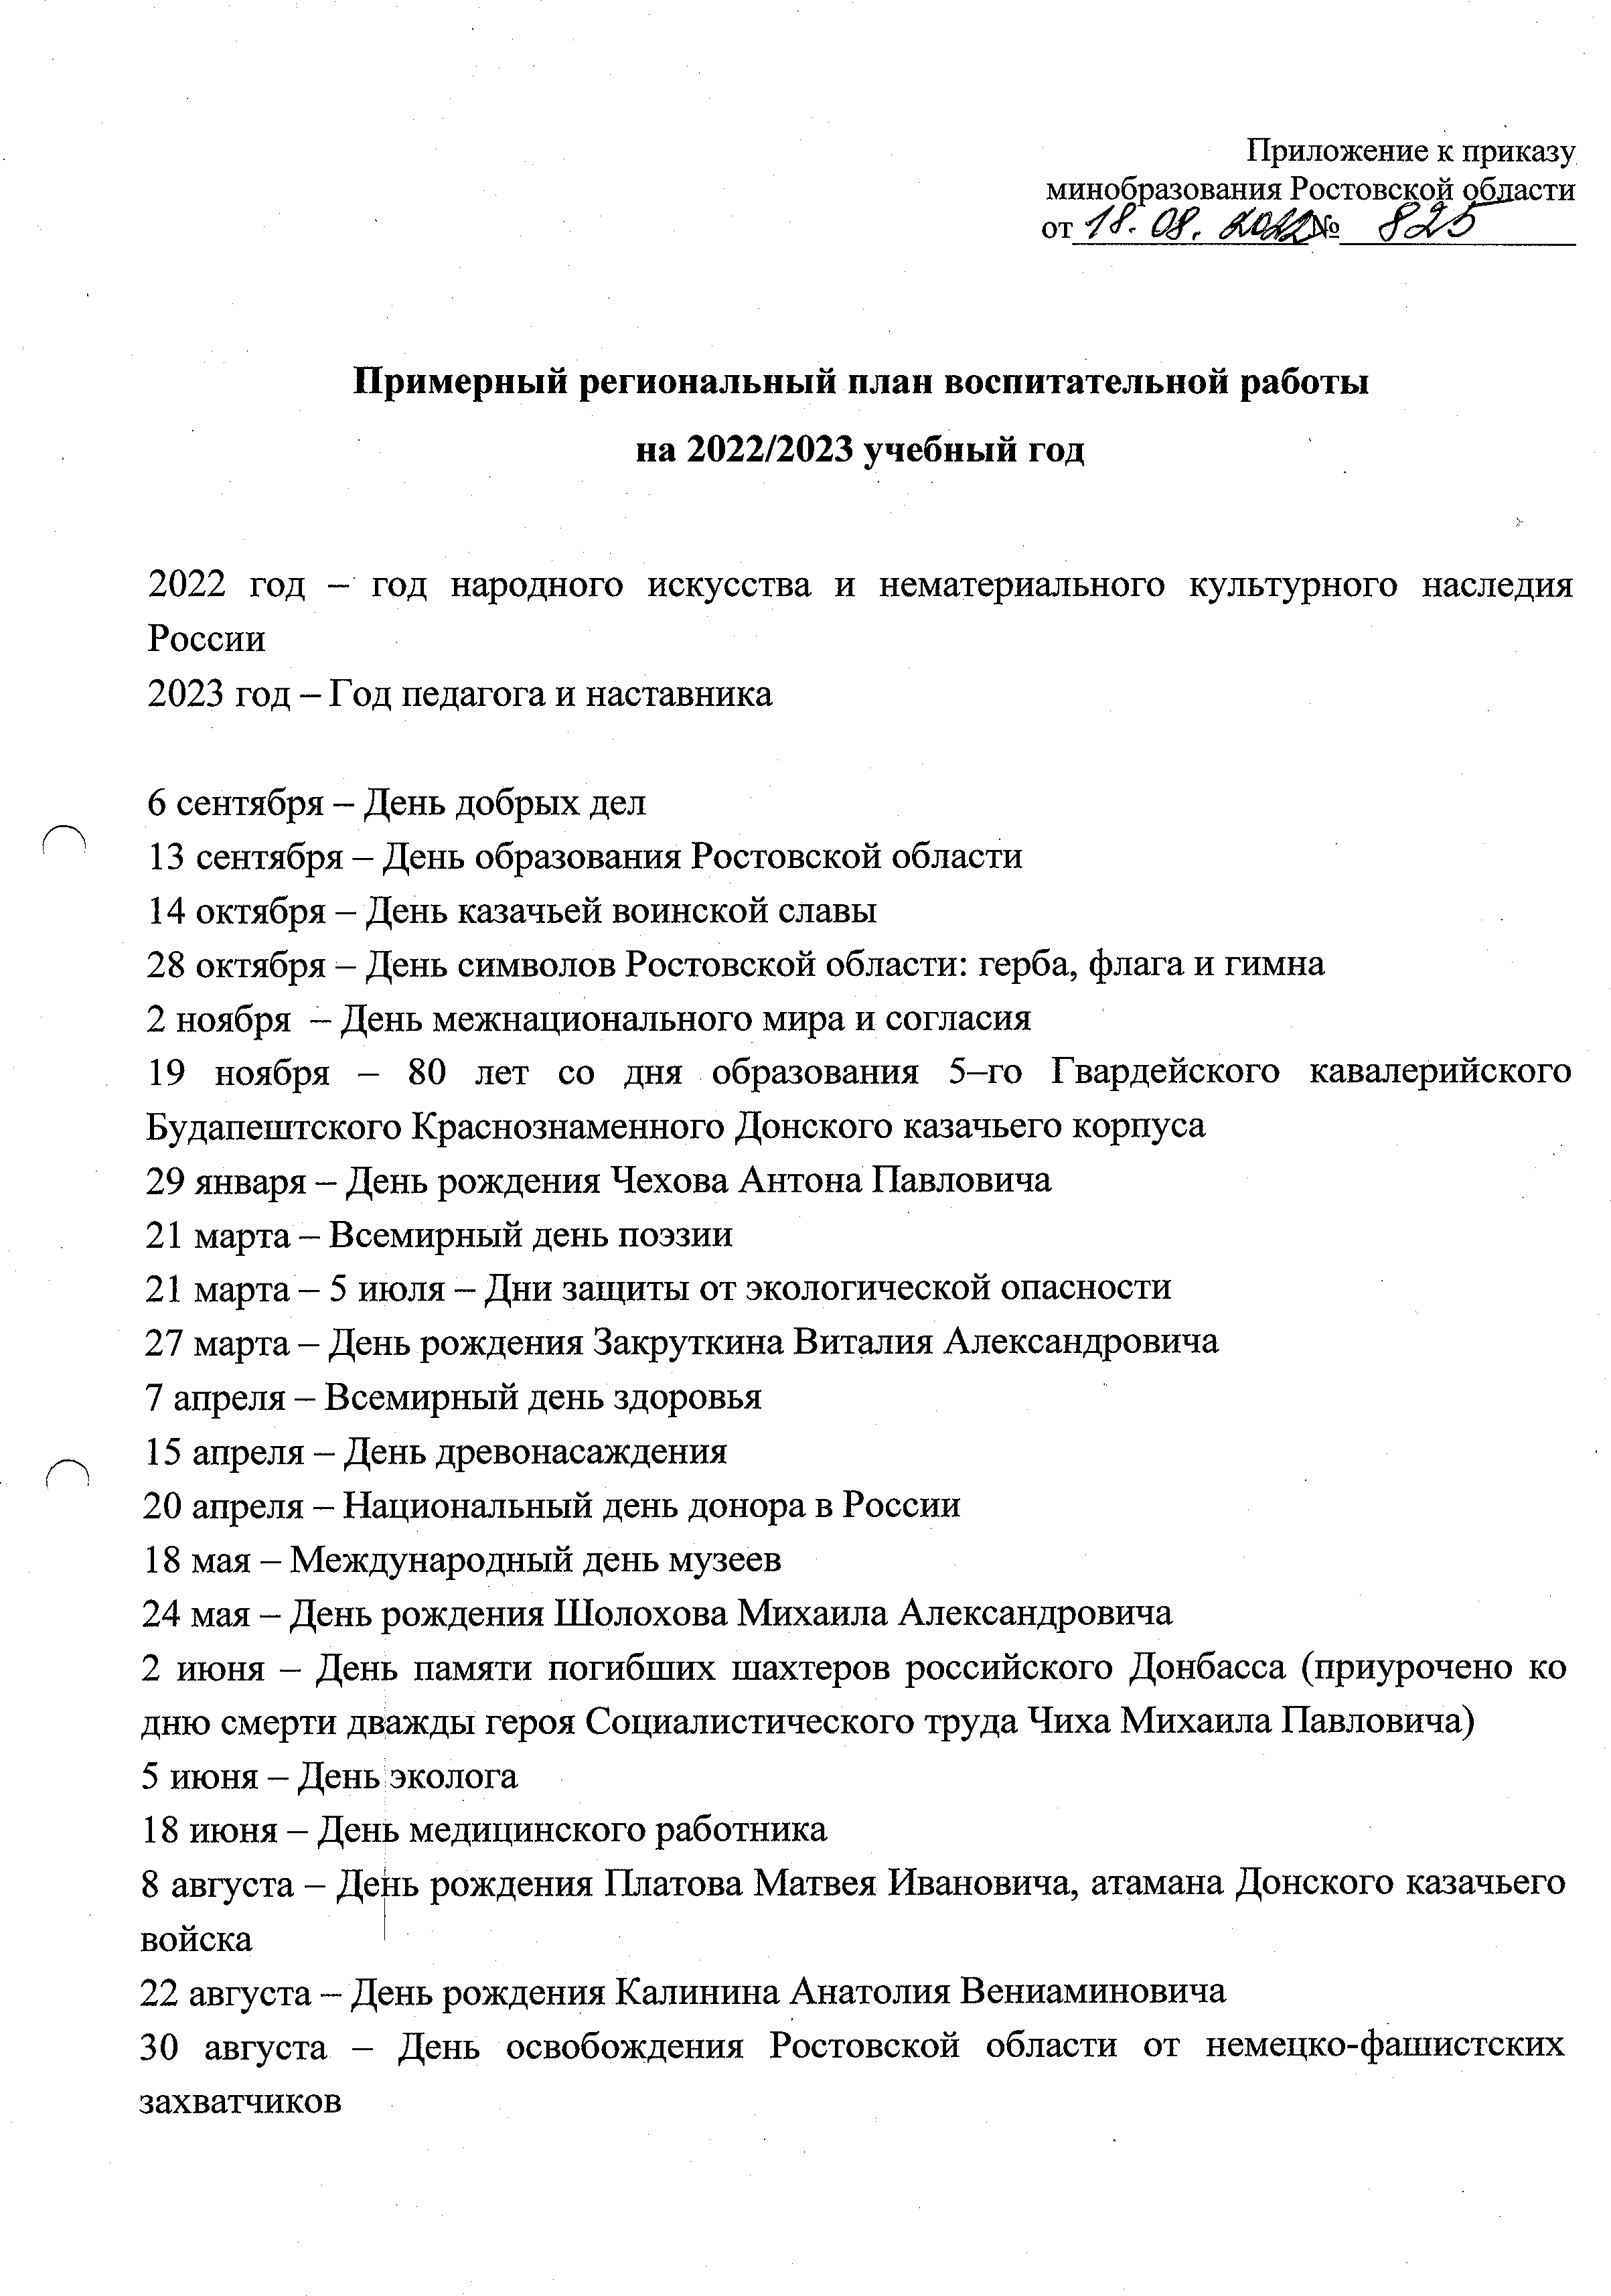 Приложение к приказу
минобразования Ростовской области
от 18.08.2022 № 825
Примерный региональный план воспитательной работы
на 2022/2023 учебный год
2022 год – год народного искусства и нематериального культурного наследия
России
2023 год – Год педагога и наставника
6 сентября – День добрых дел
13 сентября – День образования Ростовской области
14 октября – День казачьей воинской славы
28 октября – День символов Ростовской области: герба, флага и гимна
2 ноября – День межнационального мира и согласия
19 ноября – 80 лет со дня образования 5–го Гвардейского кавалерийского
Будапештского Краснознаменного Донского казачьего корпуса
29 января – День рождения Чехова Антона Павловича
21 марта – Всемирный день поэзии
21 марта – 5 июля – Дни защиты от экологической опасности
27 марта – День рождения Закруткина Виталия Александровича
7 апреля – Всемирный день здоровья
15 апреля – День древонасаждения
20 апреля – Национальный день донора в России
18 мая – Международный день музеев
24 мая – День рождения Шолохова Михаила Александровича
2 июня – День памяти погибших шахтеров российского Донбасса (приурочено ко
дню смерти дважды героя Социалистического труда Чиха Михаила Павловича)
5 июня – День эколога
18 июня – День медицинского работника
8 августа – День рождения Платова Матвея Ивановича, атамана Донского казачьего
войска
22 августа – День рождения Калинина Анатолия Вениаминовича
30 августа – День освобождения Ростовской области от немецко-фашистских
захватчиков